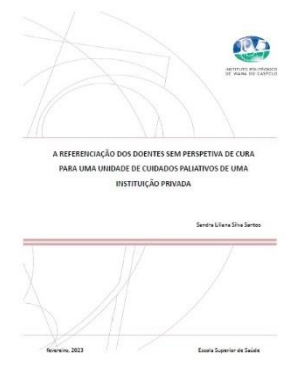 INSTITUTO POLITÉCNICO
DE VIANA DO CASTELO
A REFERENCIAÇÃO DOS DOENTES SEM PERSPETIVA DE CURA
PARA UMA UNIDADE DE CUIDADOS PALIATIVOS DE UMA
INSTITUIÇÃO PRIVADA
Sandra Liliana Silva Santos
fevereiro, 2023
Escola Superior de Saúde